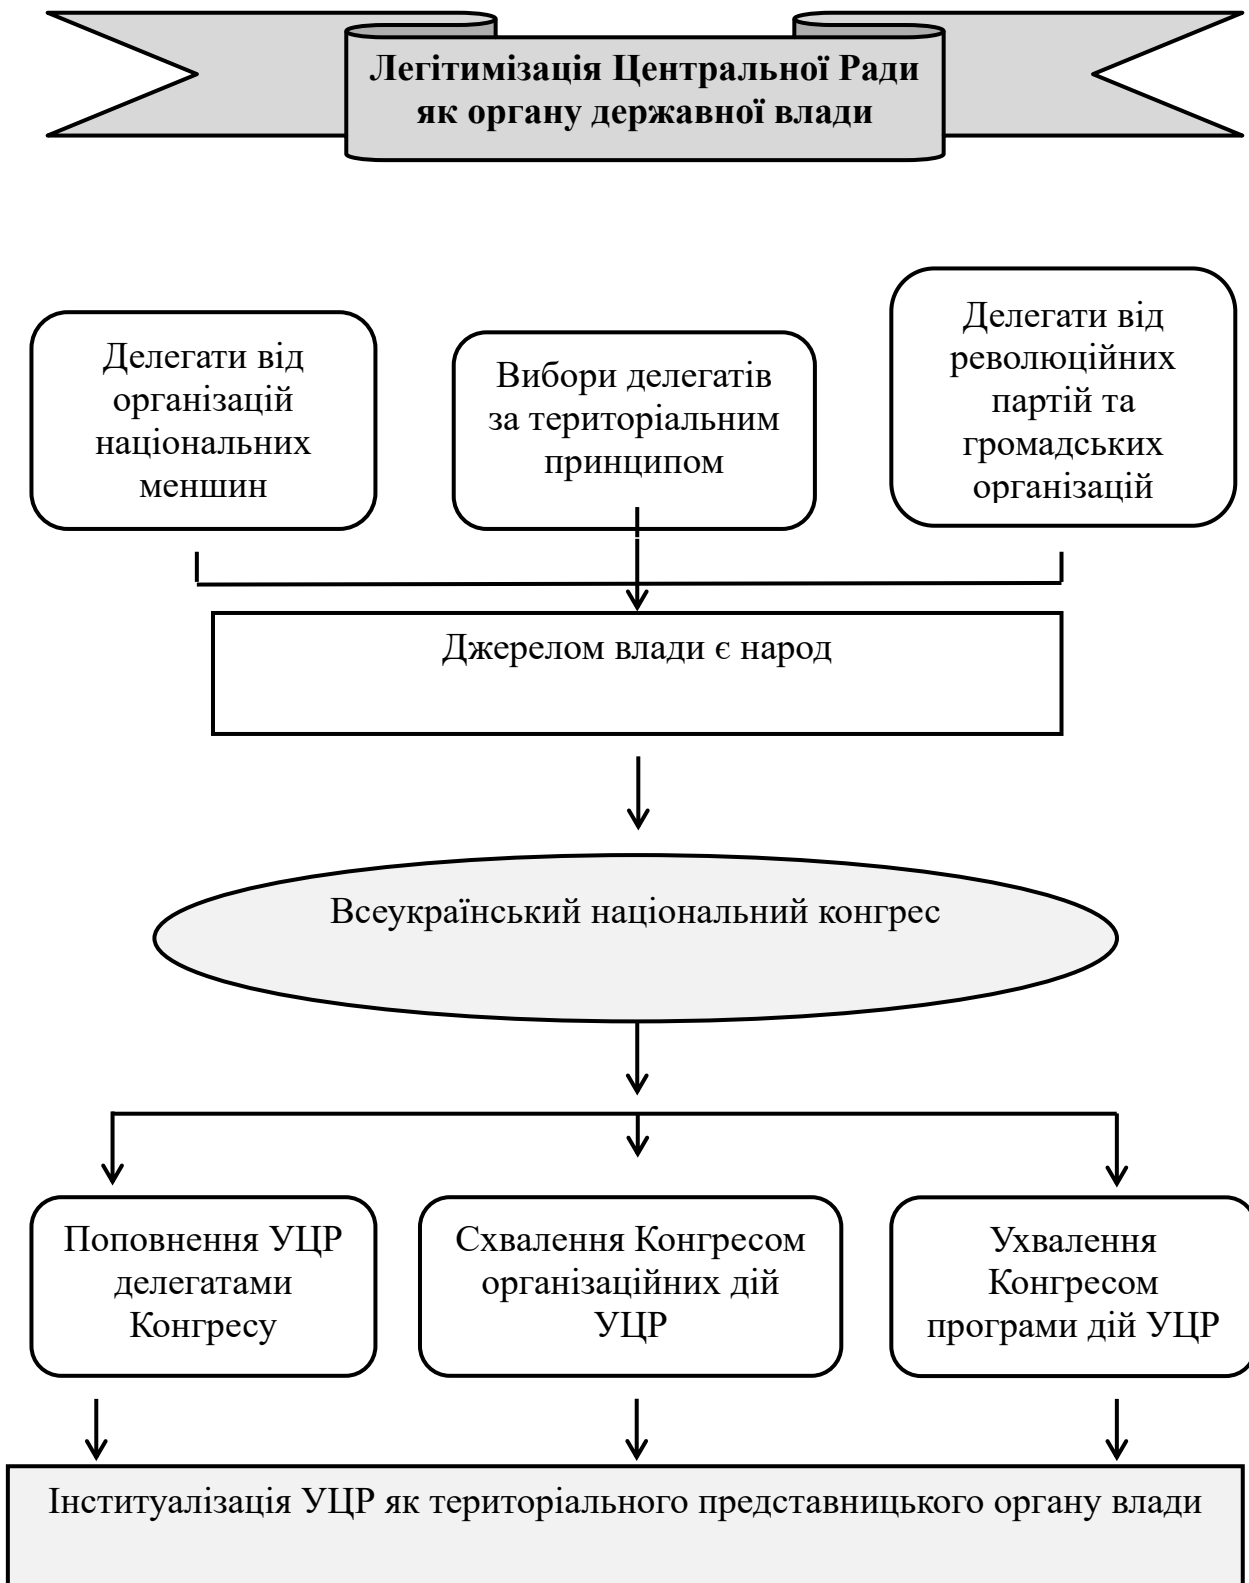 Легітимізація Центральної Ради
як органу державної влади
Делегати від
організацій
національних
меншин
Вибори делегатів
за територіальним
принципом
Делегати від
революційних
партій та
громадських
організацій
Джерелом влади є народ
Всеукраїнський національний конгрес
Поповнення УЦР
делегатами
Конгресу
Схвалення Конгресом
організаційних дій
УЦР
Ухвалення
Конгресом
програми дій УЦР
Інституалізація УЦР як територіального представницького органу влади